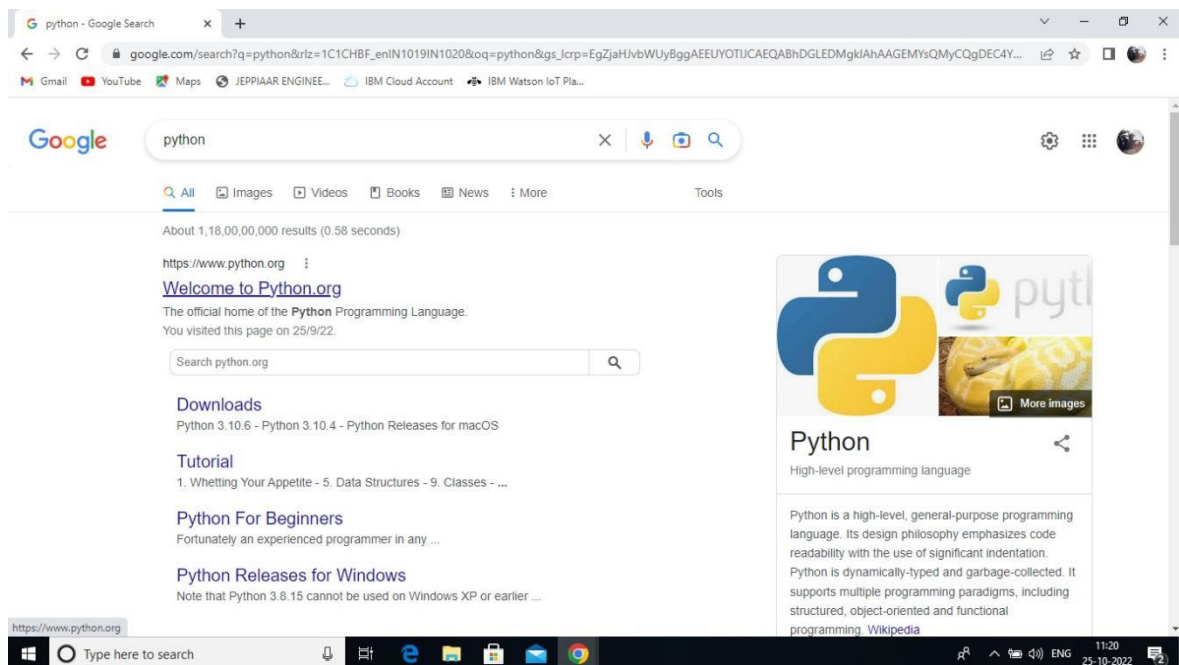 python - Google Search
google.com/search?q=python&rlz=1C1CHBF_enIN1019IN1020&oq=python&gs_lcrp=EgZjaHJvbWUyBggAEEUYOTIJCAEQABhDGLEDMgkIAhAAGEMYsQMyCQgDEC4Y...
Gmail YouTube Maps JEPPIAAR ENGINEE... IBM Cloud Account IBM Watson IoT Pla...
Google
python
All Images Videos Books News More Tools
About 1,18,00,00,000 results (0.58 seconds)
https://www.python.org
Welcome to Python.org
The official home of the Python Programming Language.
You visited this page on 25/9/22.
Search python.org
Downloads
Python 3.10.6 - Python 3.10.4 - Python Releases for macOS
Tutorial
1. Whetting Your Appetite - 5. Data Structures - 9. Classes - ...
Python For Beginners
Fortunately an experienced programmer in any ...
Python Releases for Windows
Note that Python 3.8.15 cannot be used on Windows XP or earlier ...
pytl
More images
Python
High-level programming language
Python is a high-level, general-purpose programming
language. Its design philosophy emphasizes code
readability with the use of significant indentation.
Python is dynamically-typed and garbage-collected. It
supports multiple programming paradigms, including
structured, object-oriented and functional
programming. Wikipedia
https://www.python.org
Type here to search
ENG
11:20
25-10-2022
2